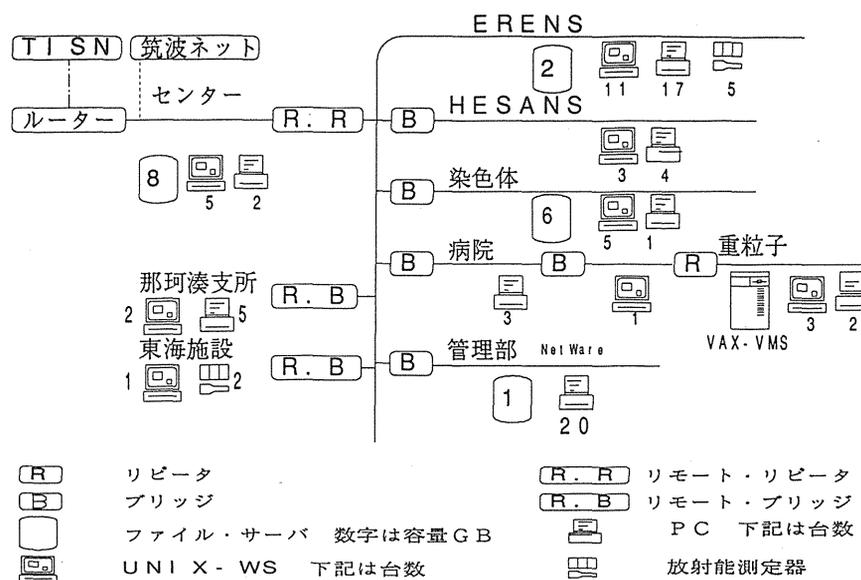 ERENS
TISN 筑波ネット
2
11 17 5
センター
HESANS
ルーター R. R B
3 4
8
5 2
B 染色体
6
5 1
B 病院 B R 重粒子
那珂湊支所
R. B
3 1
2 5
VAX-VMS 3 2
東海施設
R. B B 管理部 NetWare
1 2
1
20
R リピータ R. R リモート・リピータ
B ブリッジ R. B リモート・ブリッジ
ファイル・サーバ 数字は容量GB PC 下記は台数
UNIX-WS 下記は台数 放射能測定器